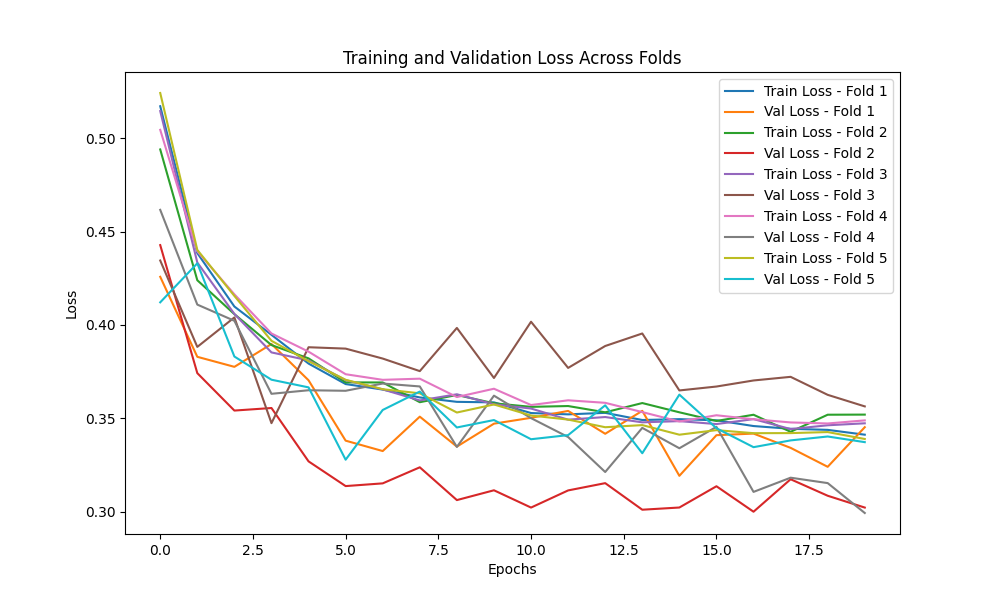 Training and Validation Loss Across Folds
Loss
0.50
0.45
0.40
0.35
0.30
Train Loss - Fold 1
Val Loss - Fold 1
Train Loss - Fold 2
Val Loss - Fold 2
Train Loss - Fold 3
Val Loss - Fold 3
Train Loss - Fold 4
Val Loss - Fold 4
Train Loss - Fold 5
Val Loss - Fold 5
0.0 2.5 5.0 7.5 10.0 12.5 15.0 17.5
Epochs